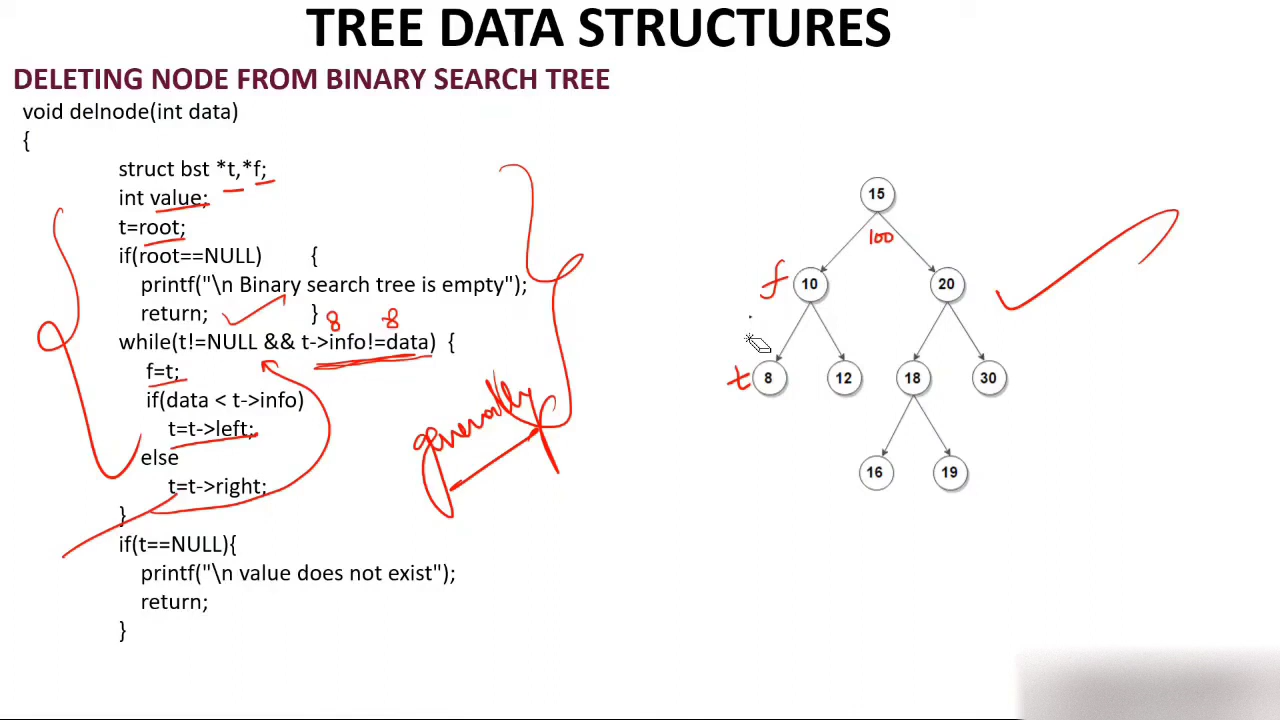 TREE DATA STRUCTURES
DELETING NODE FROM BINARY SEARCH TREE
void delnode(int data)
{
struct bst *t,*f;
int value;
t=root;
if(root==NULL) {
printf("\n Binary search tree is empty");
return; }
8 8
while(t!=NULL && t->info!=data) {
f=t;
if(data < t->info)
t=t->left;
else
t=t->right;
}
if(t==NULL){
printf("\n value does not exist");
return;
}
generally
15
100
f 10 20
t 8 12 18 30
16 19